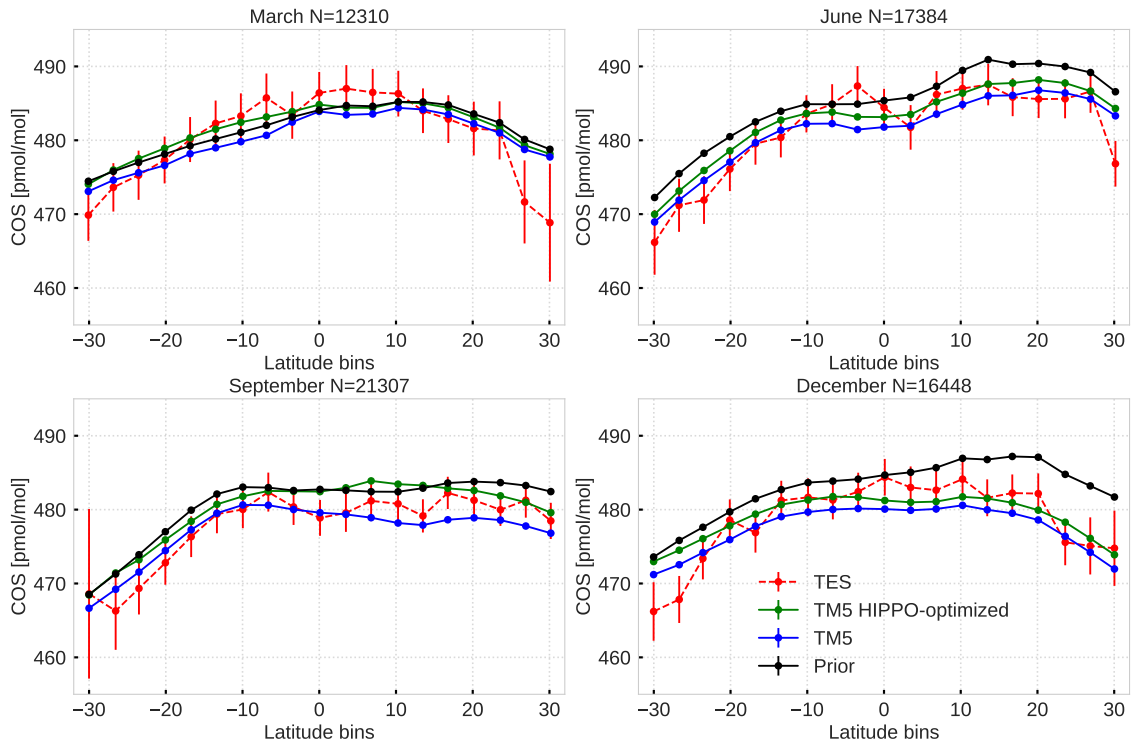 March N=12310
COS [pmol/mol]
490
480
470
460
−30 −20 −10 0 10 20 30
Latitude bins
June N=17384
COS [pmol/mol]
490
480
470
460
−30 −20 −10 0 10 20 30
Latitude bins
September N=21307
COS [pmol/mol]
490
480
470
460
−30 −20 −10 0 10 20 30
Latitude bins
December N=16448
COS [pmol/mol]
490
480
470
460
−30 −20 −10 0 10 20 30
Latitude bins
TES
TM5 HIPPO-optimized
TM5
Prior